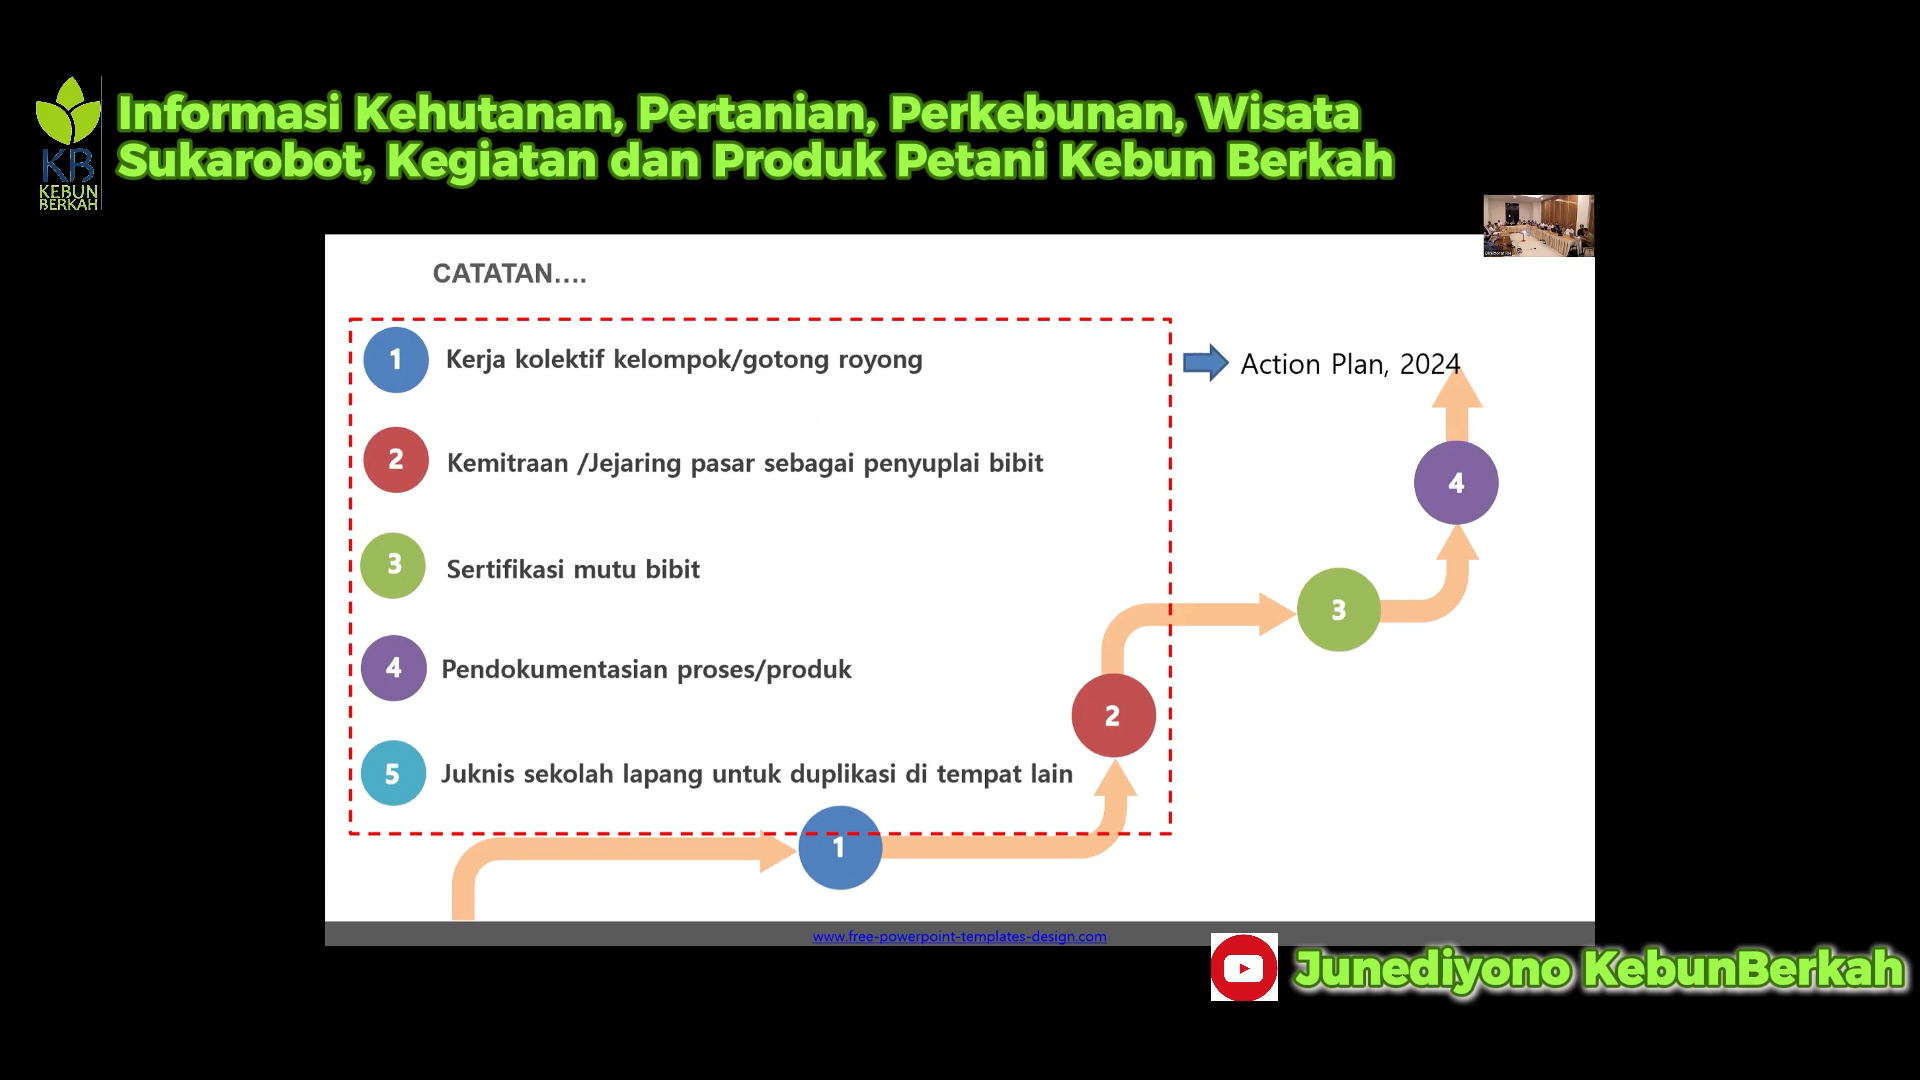 Informasi Kehutanan, Pertanian, Perkebunan, Wisata
Sukarobot, Kegiatan dan Produk Petani Kebun Berkah
KB
KEBUN
BERKAH
CATATAN....
1 Kerja kolektif kelompok/gotong royong
Action Plan, 2024
2 Kemitraan /Jejaring pasar sebagai penyuplai bibit
4
3 Sertifikasi mutu bibit
3
4 Pendokumentasian proses/produk
2
5 Juknis sekolah lapang untuk duplikasi di tempat lain
1
www.free-powerpoint-templates-design.com
Junediyono KebunBerkah